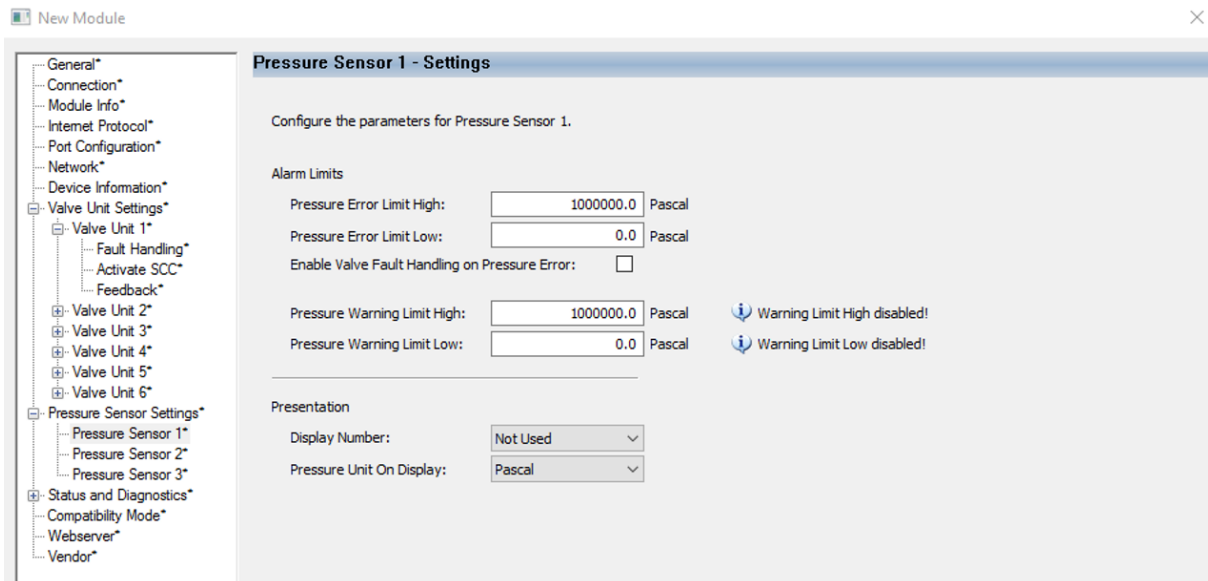 New Module
General*
Connection*
Module Info*
Internet Protocol*
Port Configuration*
Network*
Device Information*
Valve Unit Settings*
Valve Unit 1*
Fault Handling*
Activate SCC*
Feedback*
Valve Unit 2*
Valve Unit 3*
Valve Unit 4*
Valve Unit 5*
Valve Unit 6*
Pressure Sensor Settings*
Pressure Sensor 1*
Pressure Sensor 2*
Pressure Sensor 3*
Status and Diagnostics*
Compatibility Mode*
Webserver*
Vendor*
Pressure Sensor 1 - Settings
Configure the parameters for Pressure Sensor 1.
Alarm Limits
Pressure Error Limit High: 1000000.0 Pascal
Pressure Error Limit Low: 0.0 Pascal
Enable Valve Fault Handling on Pressure Error:
Pressure Warning Limit High: 1000000.0 Pascal Warning Limit High disabled!
Pressure Warning Limit Low: 0.0 Pascal Warning Limit Low disabled!
Presentation
Display Number: Not Used
Pressure Unit On Display: Pascal